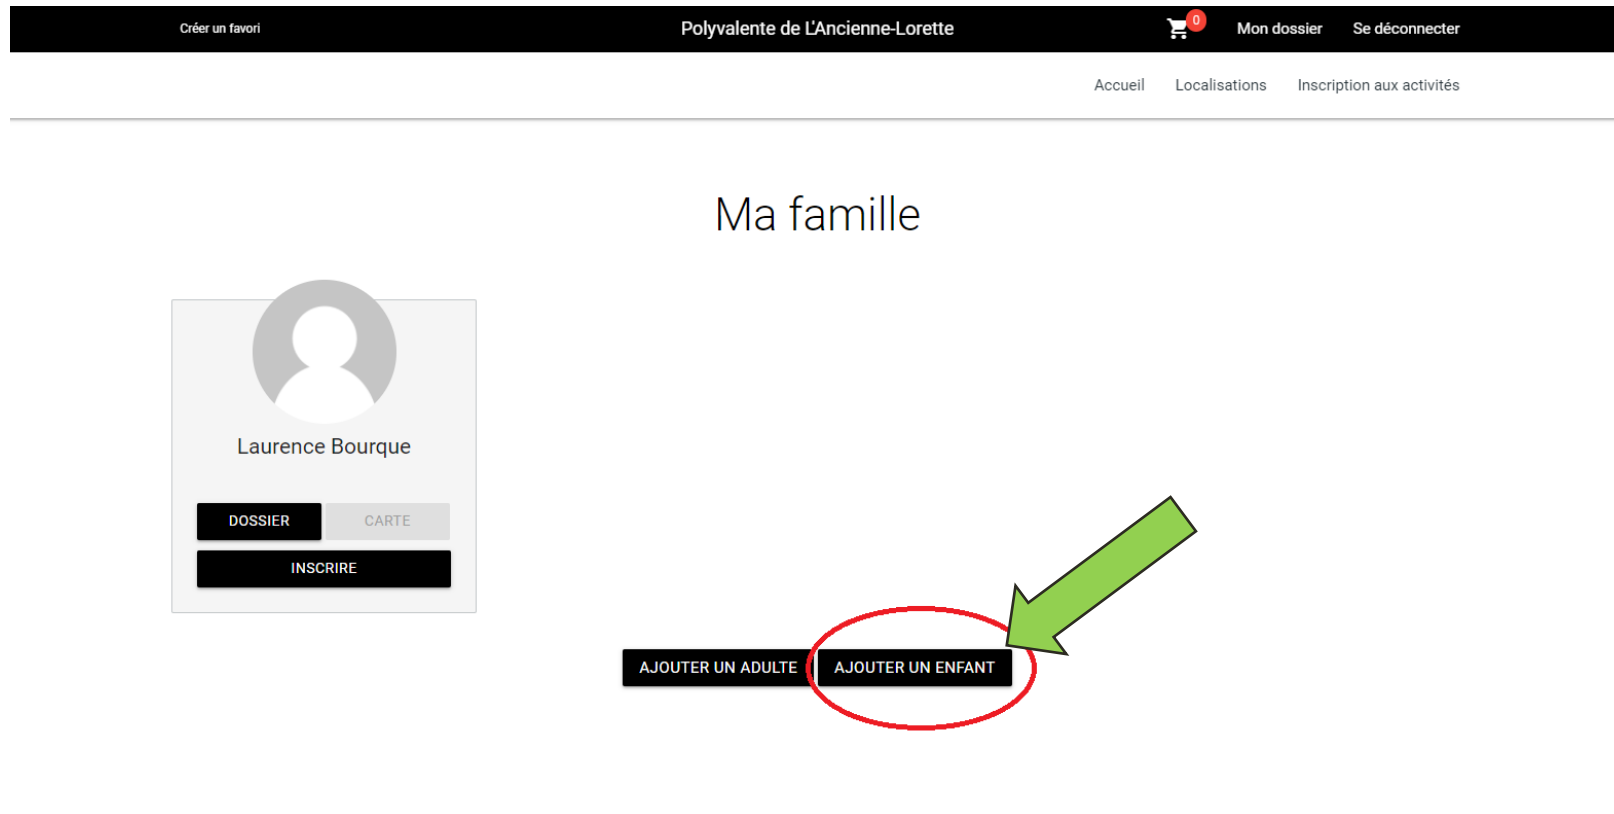 Créer un favori
Polyvalente de L'Ancienne-Lorette
0
Mon dossier
Se déconnecter
Accueil
Localisations
Inscription aux activités
Ma famille
Laurence Bourque
DOSSIER
CARTE
INSCRIRE
AJOUTER UN ADULTE
AJOUTER UN ENFANT